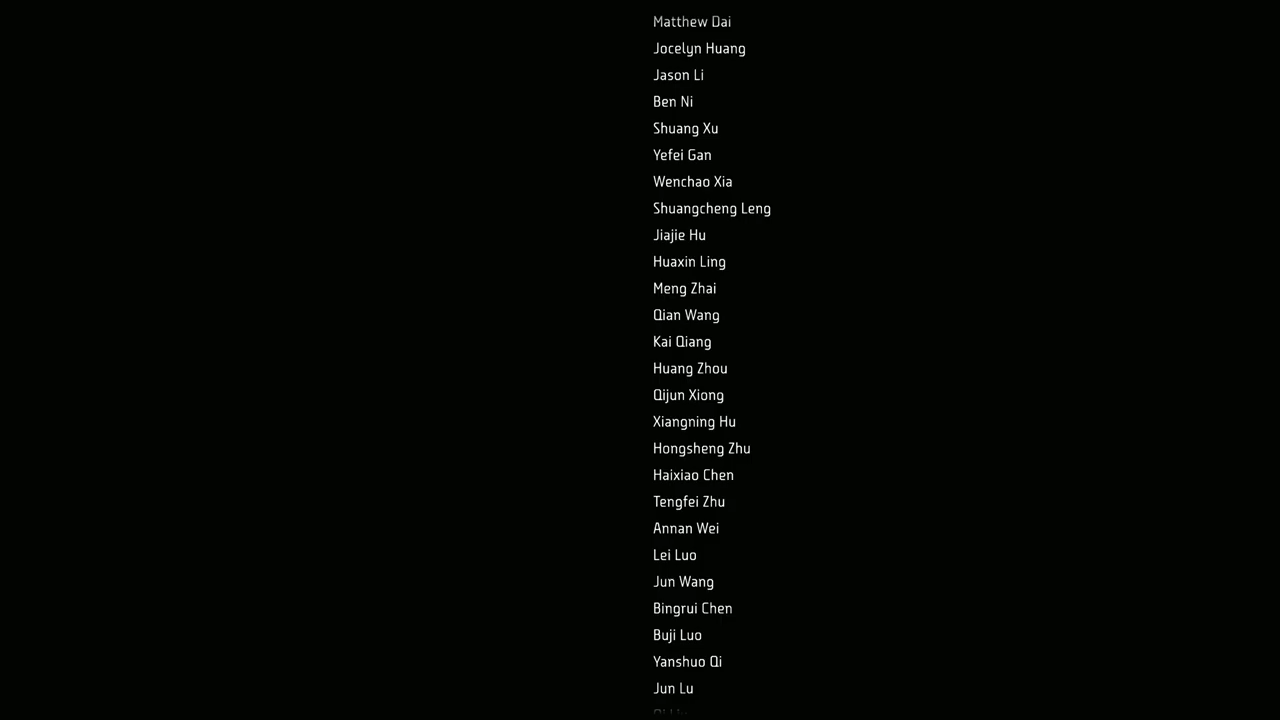 Matthew Dai
Jocelyn Huang
Jason Li
Ben Ni
Shuang Xu
Yefei Gan
Wenchao Xia
Shuangcheng Leng
Jiajie Hu
Huaxin Ling
Meng Zhai
Qian Wang
Kai Qiang
Huang Zhou
Qijun Xiong
Xiangning Hu
Hongsheng Zhu
Haixiao Chen
Tengfei Zhu
Annan Wei
Lei Luo
Jun Wang
Bingrui Chen
Buji Luo
Yanshuo Qi
Jun Lu